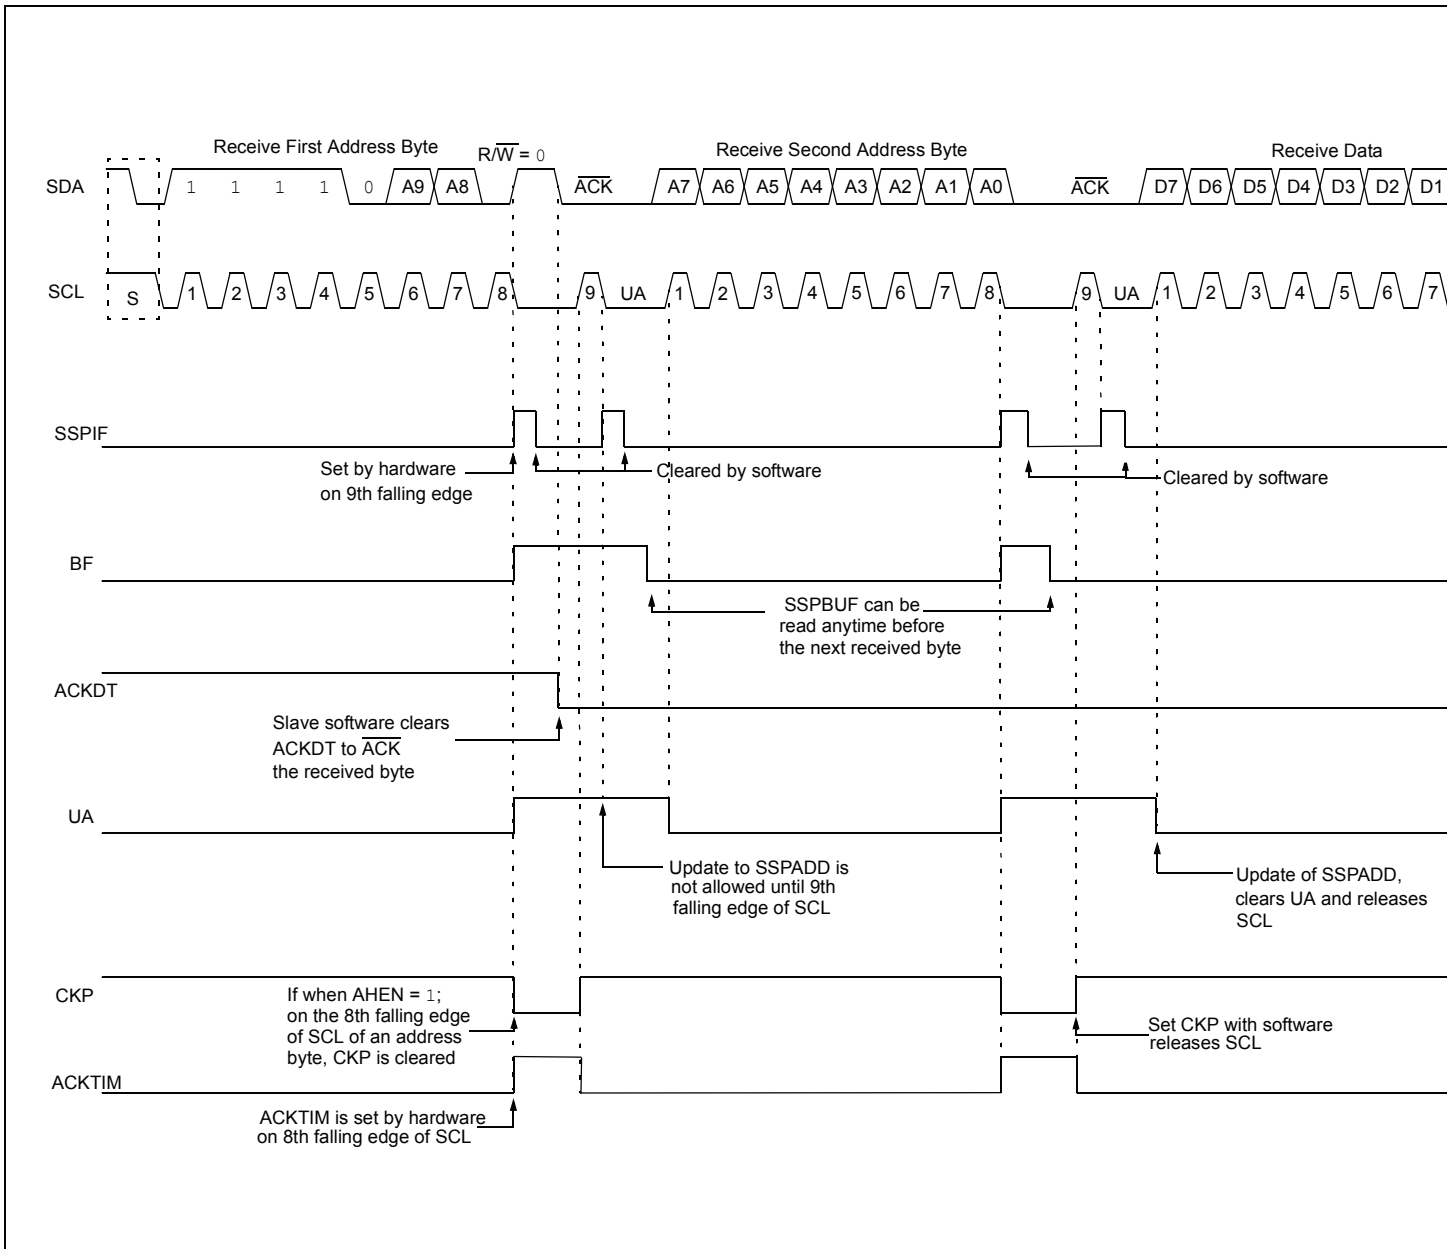 Receive First Address Byte
R/W = 0
Receive Second Address Byte
Receive Data
SDA
1 1 1 1 0 A9 A8
ACK
A7 A6 A5 A4 A3 A2 A1 A0
ACK
D7 D6 D5 D4 D3 D2 D1
SCL
S
1 2 3 4 5 6 7 8 9 UA 1 2 3 4 5 6 7 8 9 UA 1 2 3 4 5 6 7
SSPIF
Set by hardware
on 9th falling edge
Cleared by software
Cleared by software
BF
SSPBUF can be
read anytime before
the next received byte
ACKDT
Slave software clears
ACKDT to ACK
the received byte
UA
Update to SSPADD is
not allowed until 9th
falling edge of SCL
Update of SSPADD,
clears UA and releases
SCL
CKP
If when AHEN = 1;
on the 8th falling edge
of SCL of an address
byte, CKP is cleared
Set CKP with software
releases SCL
ACKTIM
ACKTIM is set by hardware
on 8th falling edge of SCL